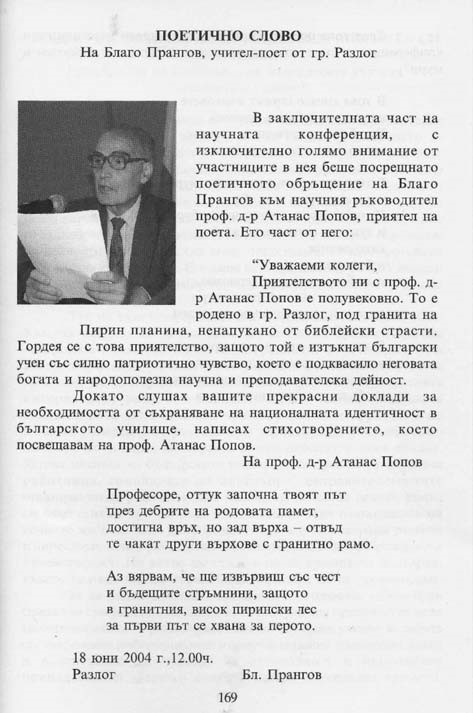 ПОЕТИЧНО СЛОВО
На Благо Прангов, учител-поет от гр. Разлог
В заключителната част на
научната конференция, с
изключително голямо внимание от
участниците в нея беше посрещнато
поетичното обръщение на Благо
Прангов към научния ръководител
проф. д-р Атанас Попов, приятел на
поета. Ето част от него:
“Уважаеми колеги,
Приятелството ни с проф. д-
р Атанас Попов е полувековно. То е
родено в гр. Разлог, под гранита на
Пирин планина, ненапукано от библейски страсти.
Гордея се с това приятелство, защото той е изтъкнат български
учен със силно патриотично чувство, което е подквасило неговата
богата и народополезна научна и преподавателска дейност.
Докато слушах вашите прекрасни доклади за
необходимостта от съхраняване на националната идентичност в
българското училище, написах стихотворението, което
посвещавам на проф. Атанас Попов.
На проф. д-р Атанас Попов
Професоре, оттук започна твоят път
през дебрите на родовата памет,
достигна връх, но зад върха – отвъд
те чакат други върхове с гранитно рамо.
Аз вярвам, че ще извървиш със чест
и бъдещите стръмнини, защото
в гранитния, висок пирински лес
за първи път се хвана за перото.
18 юни 2004 г.,12.00ч.
Разлог Бл. Прангов
169